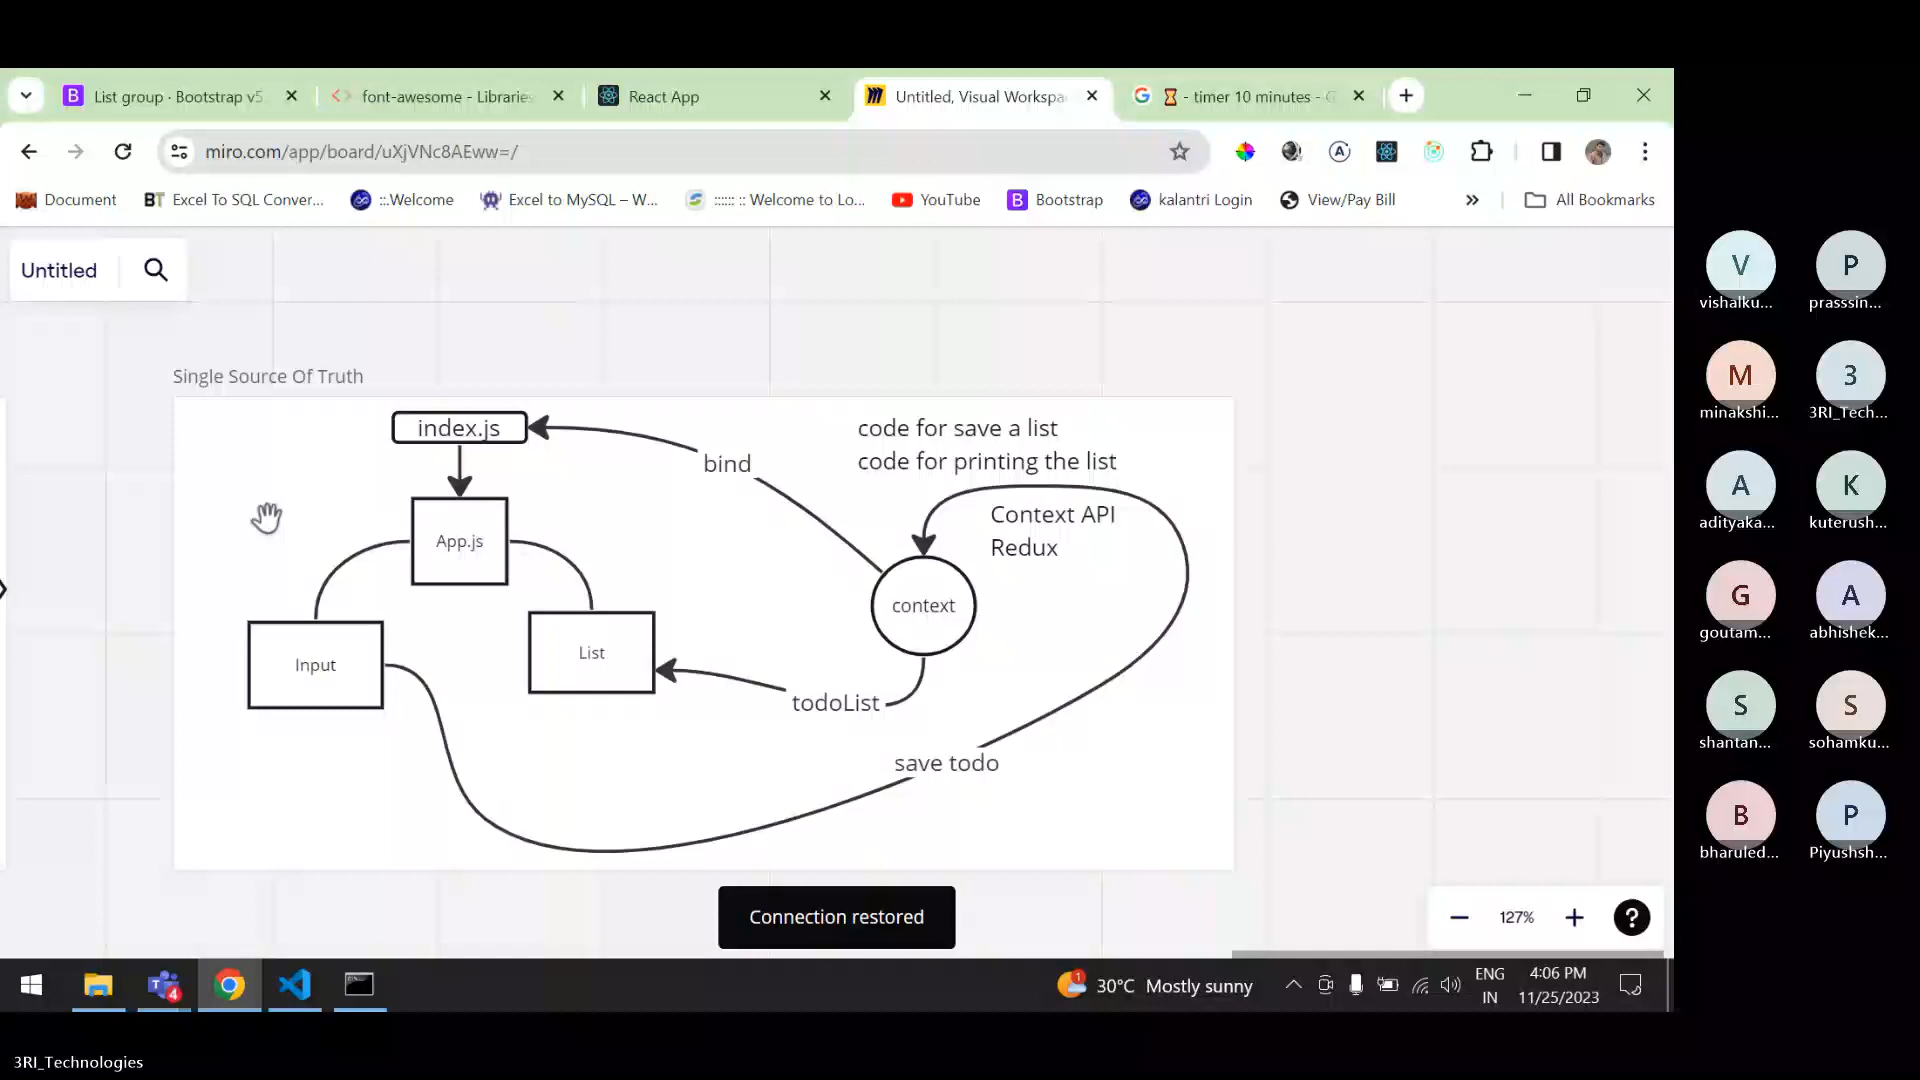 List group · Bootstrap v5
font-awesome - Libraries
React App
Untitled, Visual Workspa
- timer 10 minutes - G
miro.com/app/board/uXjVNc8AEww=/
Document
BT Excel To SQL Conver...
::.Welcome
Excel to MySQL – W...
:::::: :: Welcome to Lo...
YouTube
Bootstrap
kalantri Login
View/Pay Bill
All Bookmarks
Untitled
Single Source Of Truth
index.js
bind
code for save a list
code for printing the list
Context API
Redux
App.js
context
Input
List
todoList
save todo
Connection restored
127%
30°C Mostly sunny
ENG
IN
4:06 PM
11/25/2023
V
vishalku...
P
prasssin...
M
minakshi...
3
3RI_Tech...
A
adityaka...
K
kuterush...
G
goutam...
A
abhishek...
S
shantan...
S
sohamku...
B
bharuled...
P
Piyushsh...
3RI_Technologies